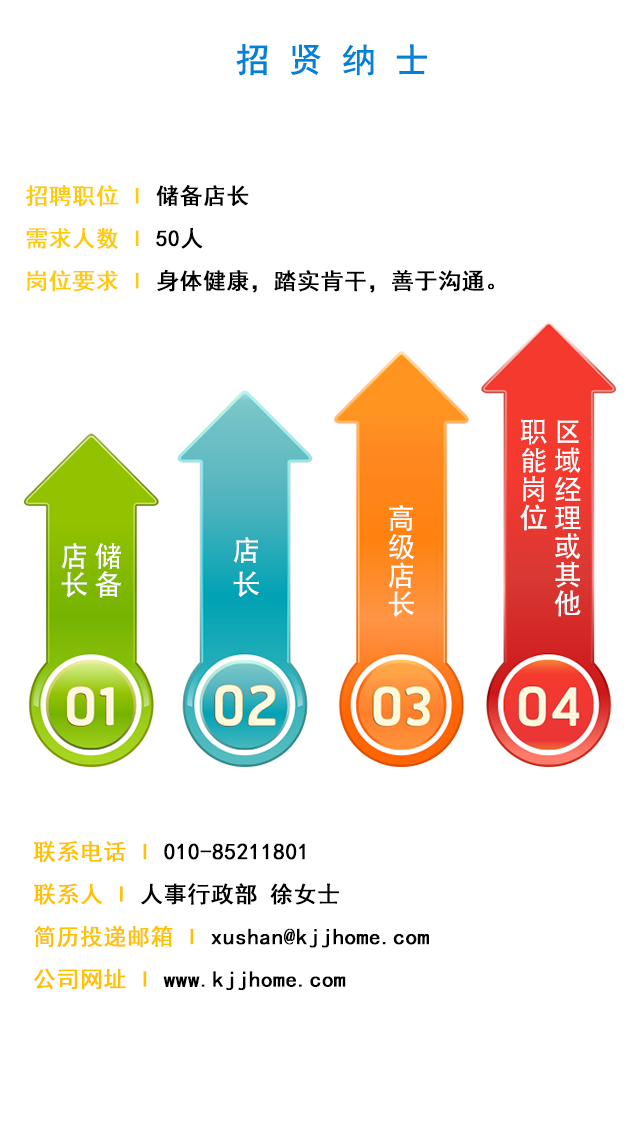 招贤纳士
招聘职位 | 储备店长
需求人数 | 50人
岗位要求 | 身体健康，踏实肯干，善于沟通。
储备
店长
01
店长
02
高级店长
03
区域经理或其他
职能岗位
04
联系电话 | 010-85211801
联系人 | 人事行政部 徐女士
简历投递邮箱 | xushan@kjjhome.com
公司网址 | www.kjjhome.com